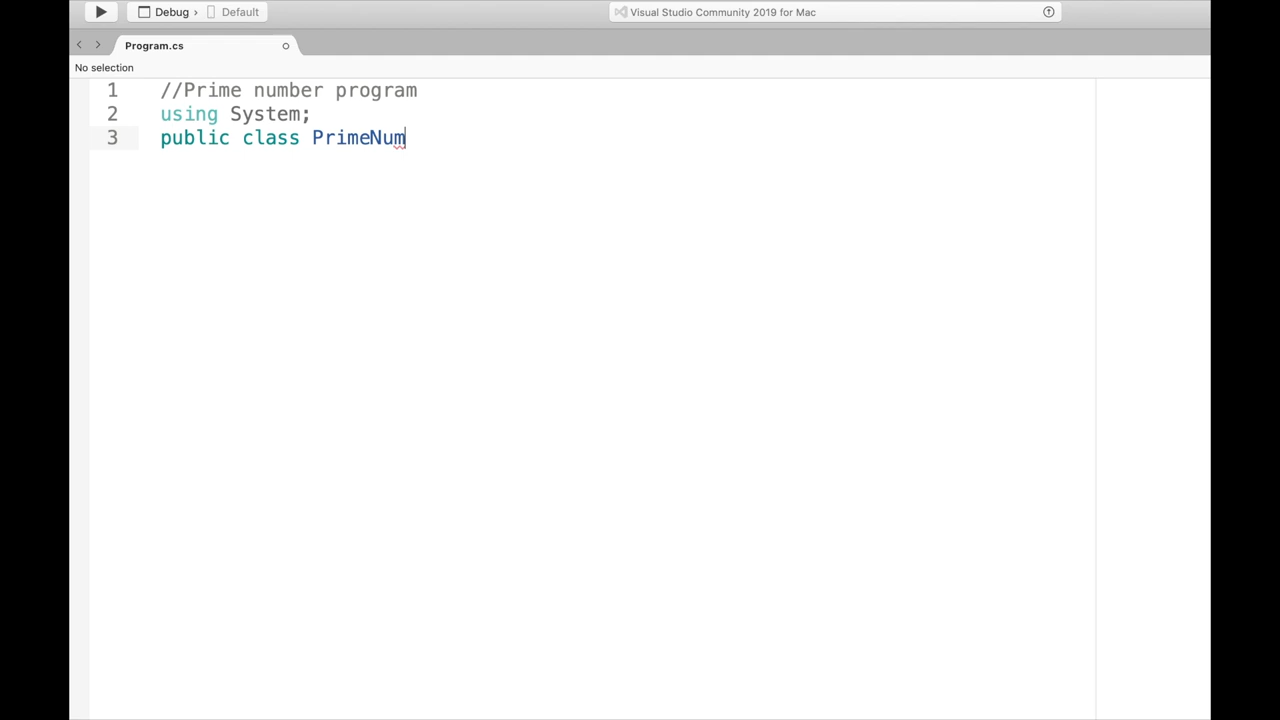 Debug › Default
Visual Studio Community 2019 for Mac
Program.cs
No selection
1 //Prime number program
2 using System;
3 public class PrimeNum